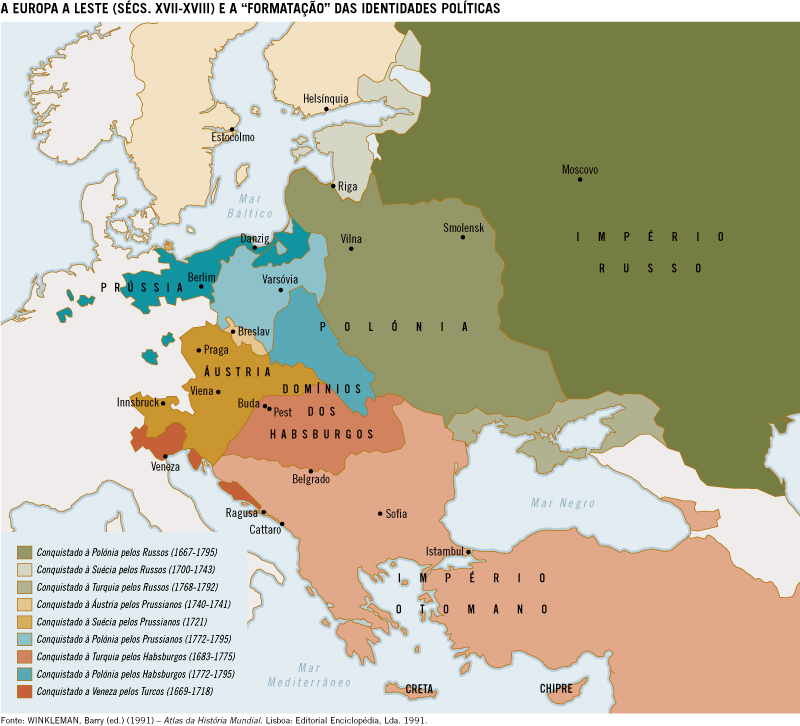 A EUROPA A LESTE (SÉCS. XVII-XVIII) E A “FORMATAÇÃO” DAS IDENTIDADES POLÍTICAS
Helsínquia
Estocolmo
Moscovo
Riga
Mar
Báltico
Smolensk
Danzig
Vilna
IMPÉRIO
RUSSO
Berlim
PRÚSSIA
Varsóvia
POLÓNIA
Breslav
Praga
ÁUSTRIA
Viena
DOMÍNIOS
Innsbruck
Buda
Pest
DOS
HABSBURGOS
Veneza
Belgrado
Mar Negro
Ragusa
Sofia
Cattaro
Istambul
IMPÉRIO
OTOMANO
Mar
Mediterrâneo
CRETA
CHIPRE
Conquistado à Polónia pelos Russos (1667-1795)
Conquistado à Suécia pelos Russos (1700-1743)
Conquistado à Turquia pelos Russos (1768-1792)
Conquistado à Áustria pelos Prussianos (1740-1741)
Conquistado à Suécia pelos Prussianos (1721)
Conquistado à Polónia pelos Prussianos (1772-1795)
Conquistado à Turquia pelos Habsburgos (1683-1775)
Conquistado à Polónia pelos Habsburgos (1772-1795)
Conquistado a Veneza pelos Turcos (1669-1718)
Fonte: WINKLEMAN, Barry (ed.) (1991) – Atlas da História Mundial. Lisboa: Editorial Enciclopédia, Lda. 1991.